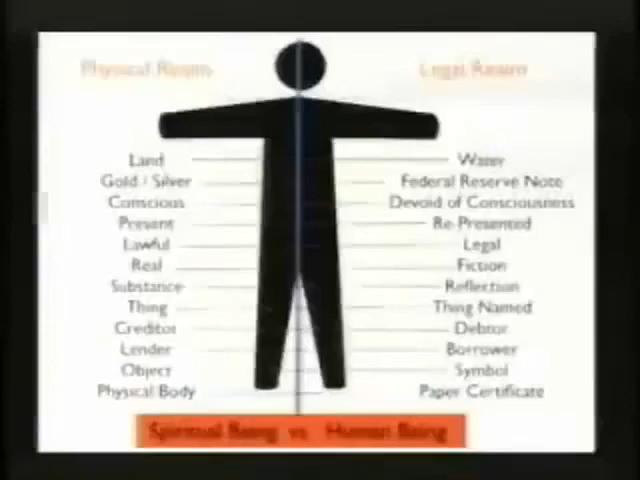 Physical Realm Legal Realm
Land Water
Gold / Silver Federal Reserve Note
Conscious Devoid of Consciousness
Present Re-Presented
Lawful Legal
Real Fiction
Substance Reflection
Thing Thing Named
Creditor Debtor
Lender Borrower
Object Symbol
Physical Body Paper Certificate
Spiritual Being vs. Human Being